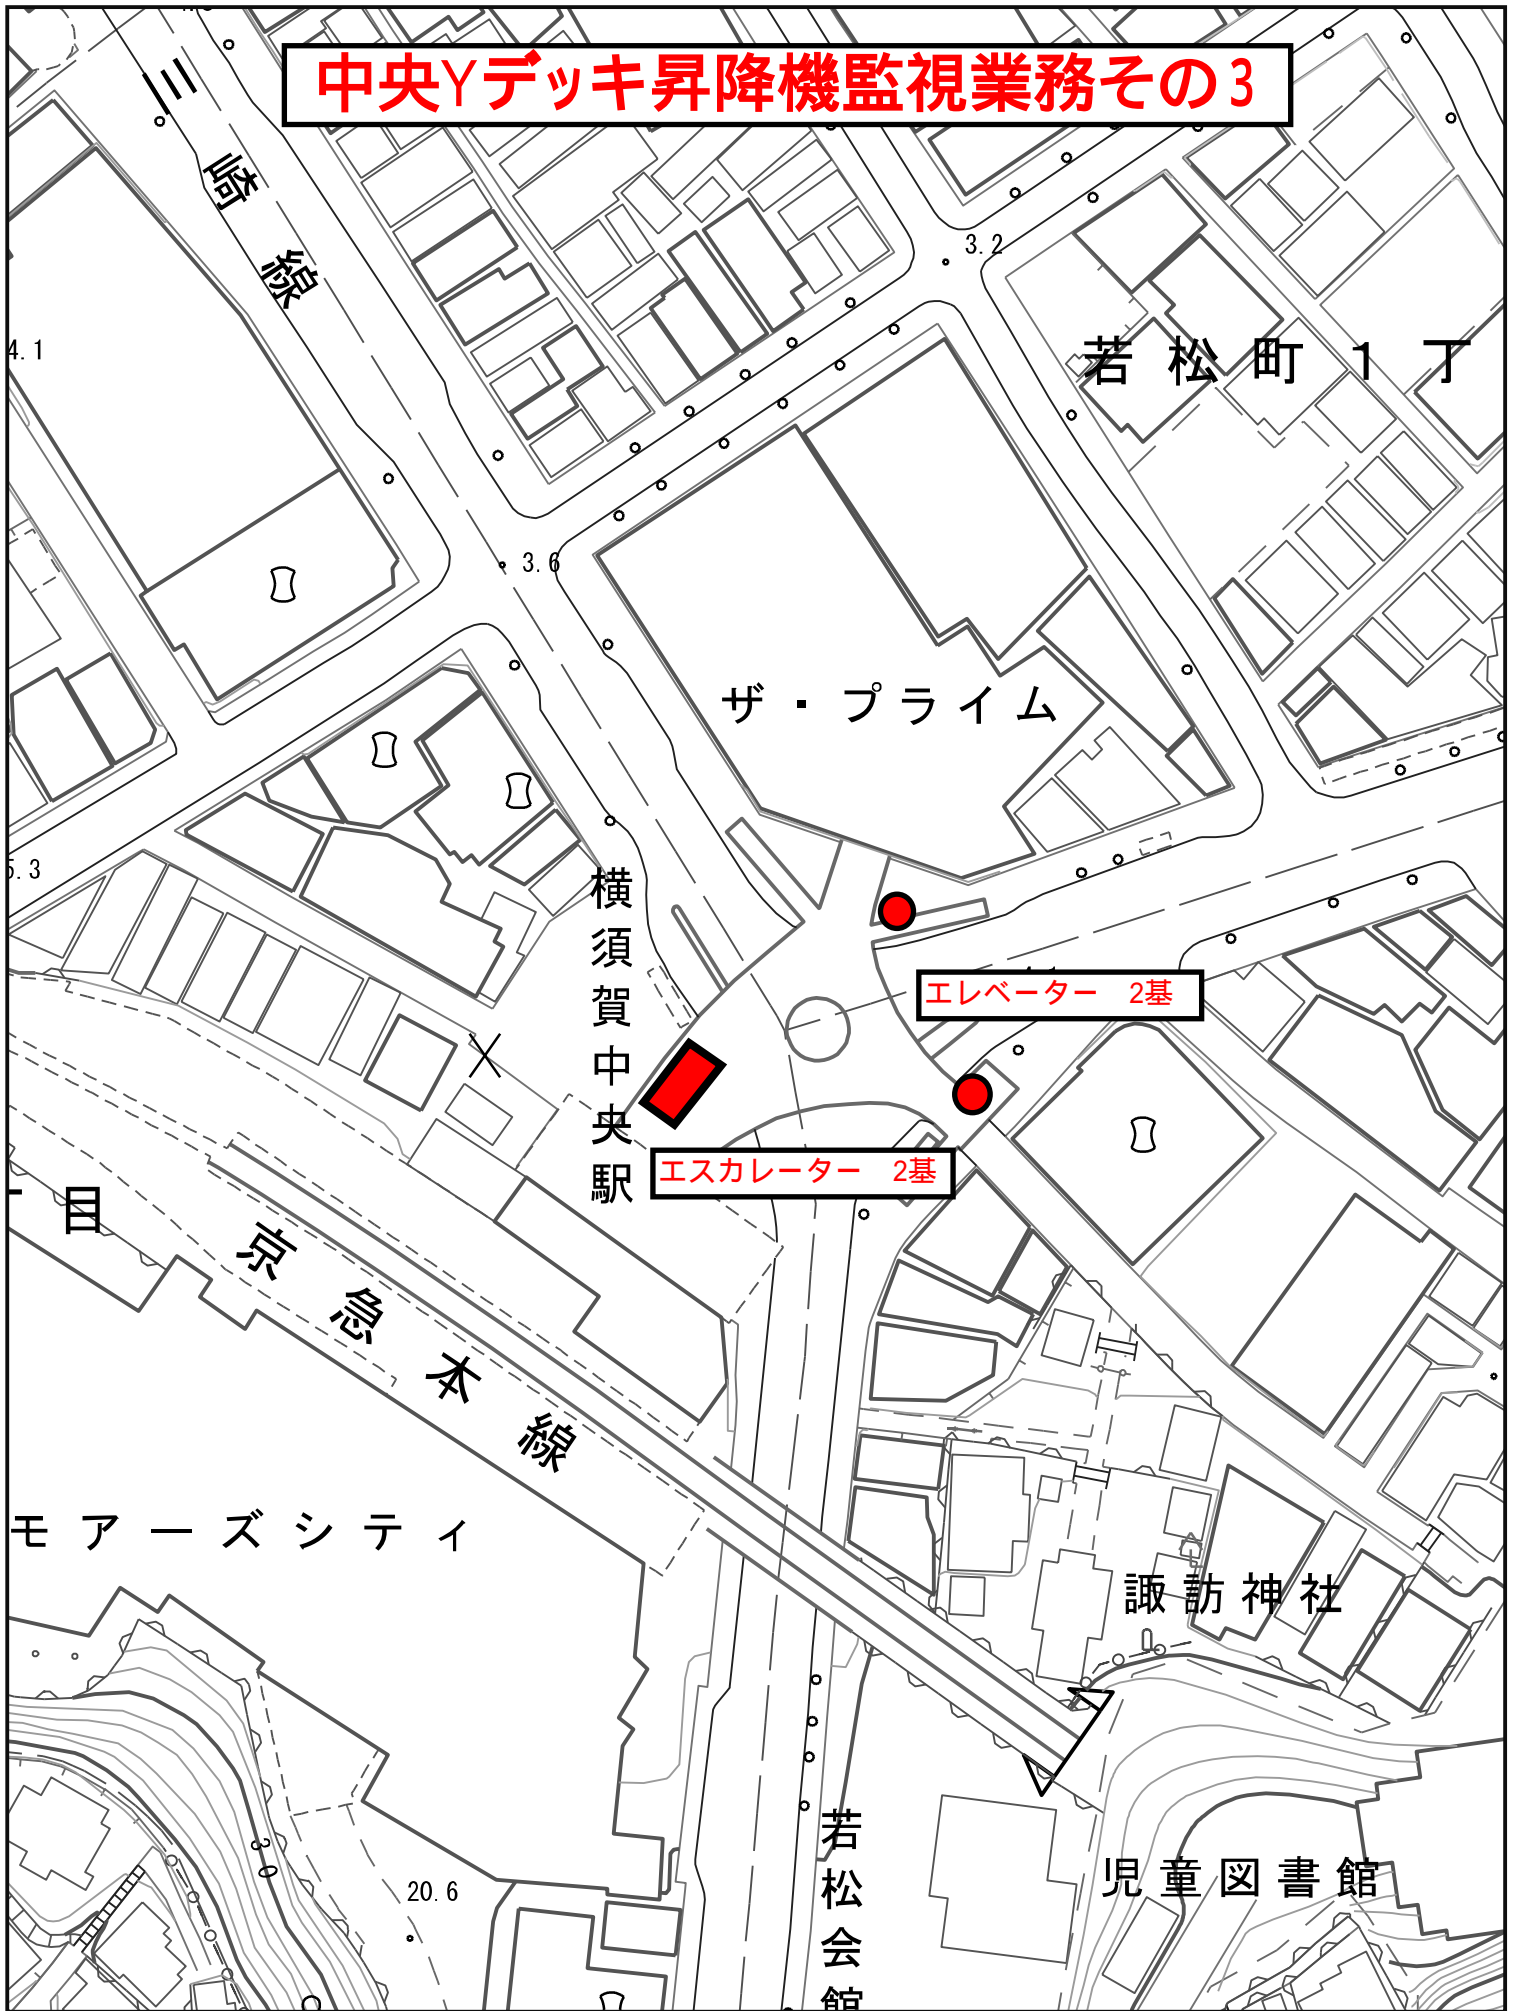 中央Yデッキ昇降機監視業務その3
三崎線
3.2
4.1
若松町1丁
3.6
ザ・プライム
5.3
横須賀中央駅
エレベーター 2基
エスカレーター 2基
目
京急本線
モアーズシティ
諏訪神社
若松会館
児童図書館
30
20.6